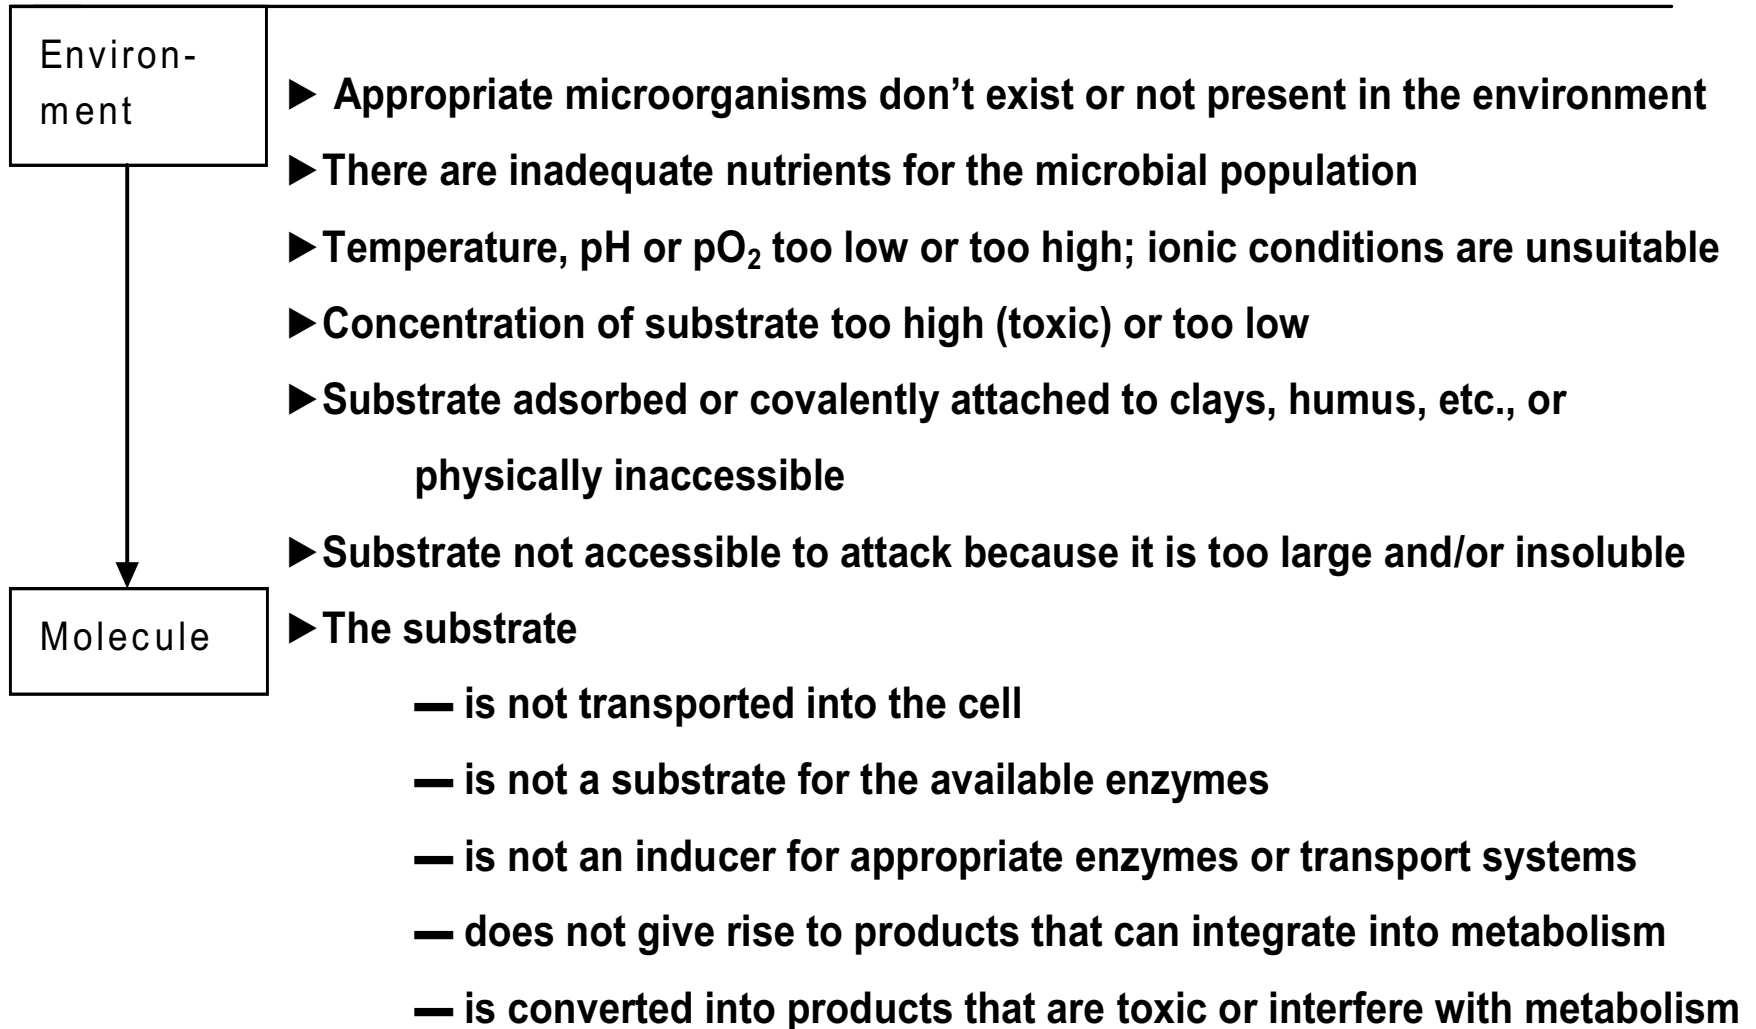 Environ-
ment
▶ Appropriate microorganisms don’t exist or not present in the environment
▶There are inadequate nutrients for the microbial population
▶Temperature, pH or pO₂ too low or too high; ionic conditions are unsuitable
▶Concentration of substrate too high (toxic) or too low
▶Substrate adsorbed or covalently attached to clays, humus, etc., or
physically inaccessible
▶Substrate not accessible to attack because it is too large and/or insoluble
Molecule
▶The substrate
— is not transported into the cell
— is not a substrate for the available enzymes
— is not an inducer for appropriate enzymes or transport systems
— does not give rise to products that can integrate into metabolism
— is converted into products that are toxic or interfere with metabolism